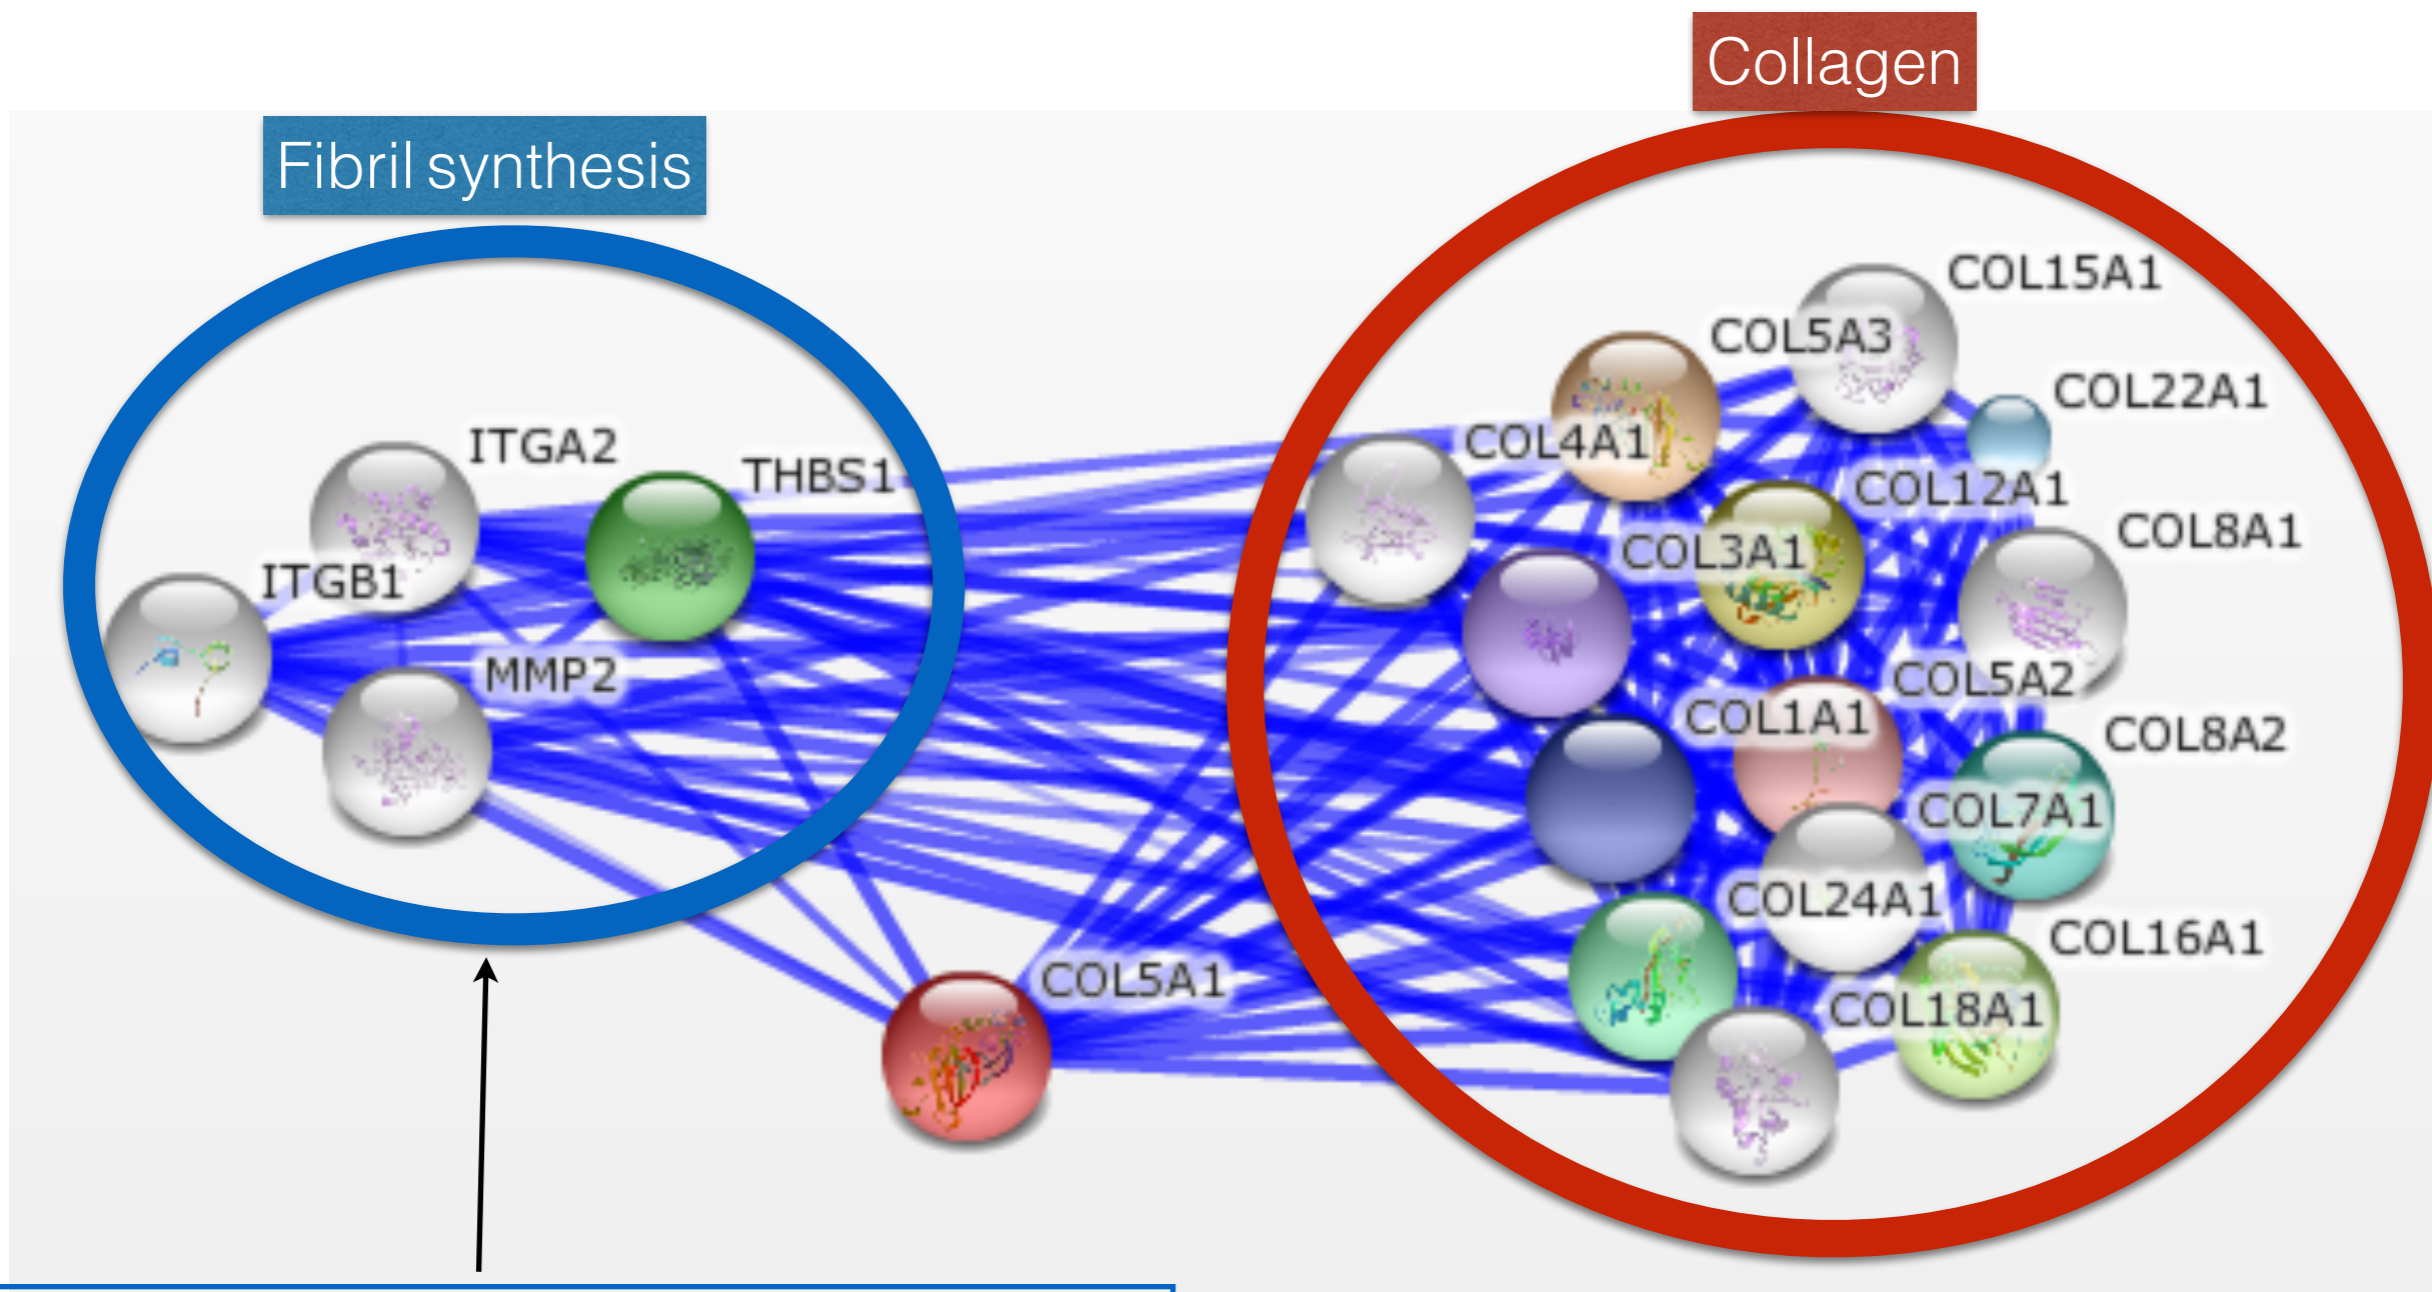 Collagen
Fibril synthesis
COL15A1
COL5A3
COL22A1
ITGA2
COL4A1
THBS1
COL12A1
COL8A1
COL3A1
ITGB1
MMP2
COL5A2
COL1A1
COL8A2
COL7A1
COL24A1
COL16A1
COL5A1
COL18A1